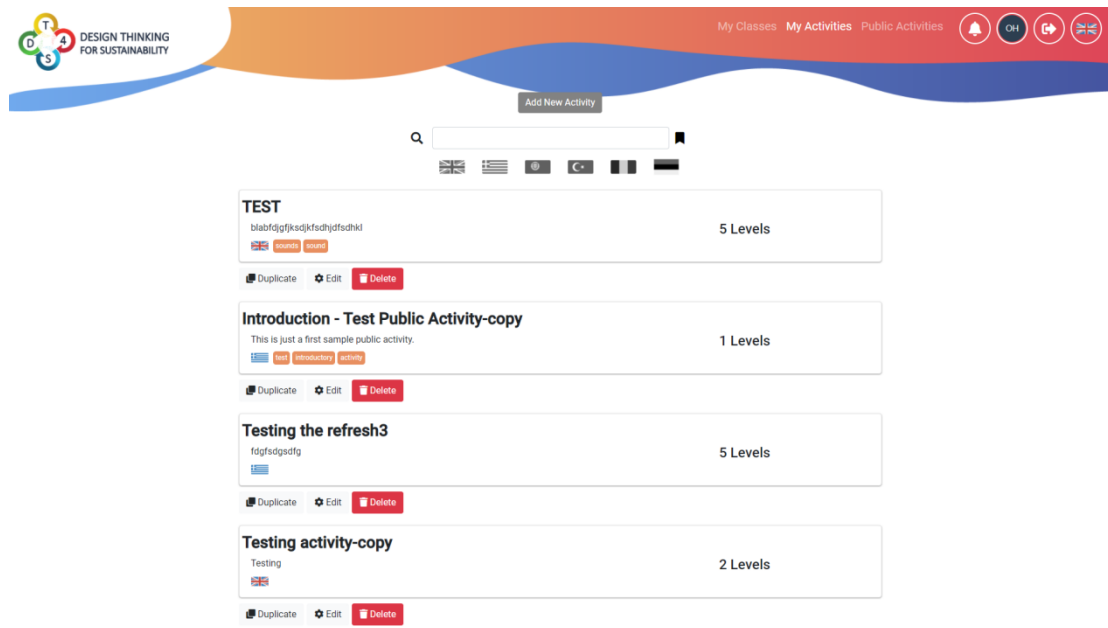 T
D 4
S
DESIGN THINKING
FOR SUSTAINABILITY
My Classes My Activities Public Activities OH
Add New Activity
TEST
blabfdjgfjksdjkfsdhjdfsdhkl
5 Levels
sounds sound
Duplicate Edit Delete
Introduction - Test Public Activity-copy
This is just a first sample public activity.
1 Levels
test introductory activity
Duplicate Edit Delete
Testing the refresh3
fdgfsdgsdfg
5 Levels
Duplicate Edit Delete
Testing activity-copy
Testing
2 Levels
Duplicate Edit Delete